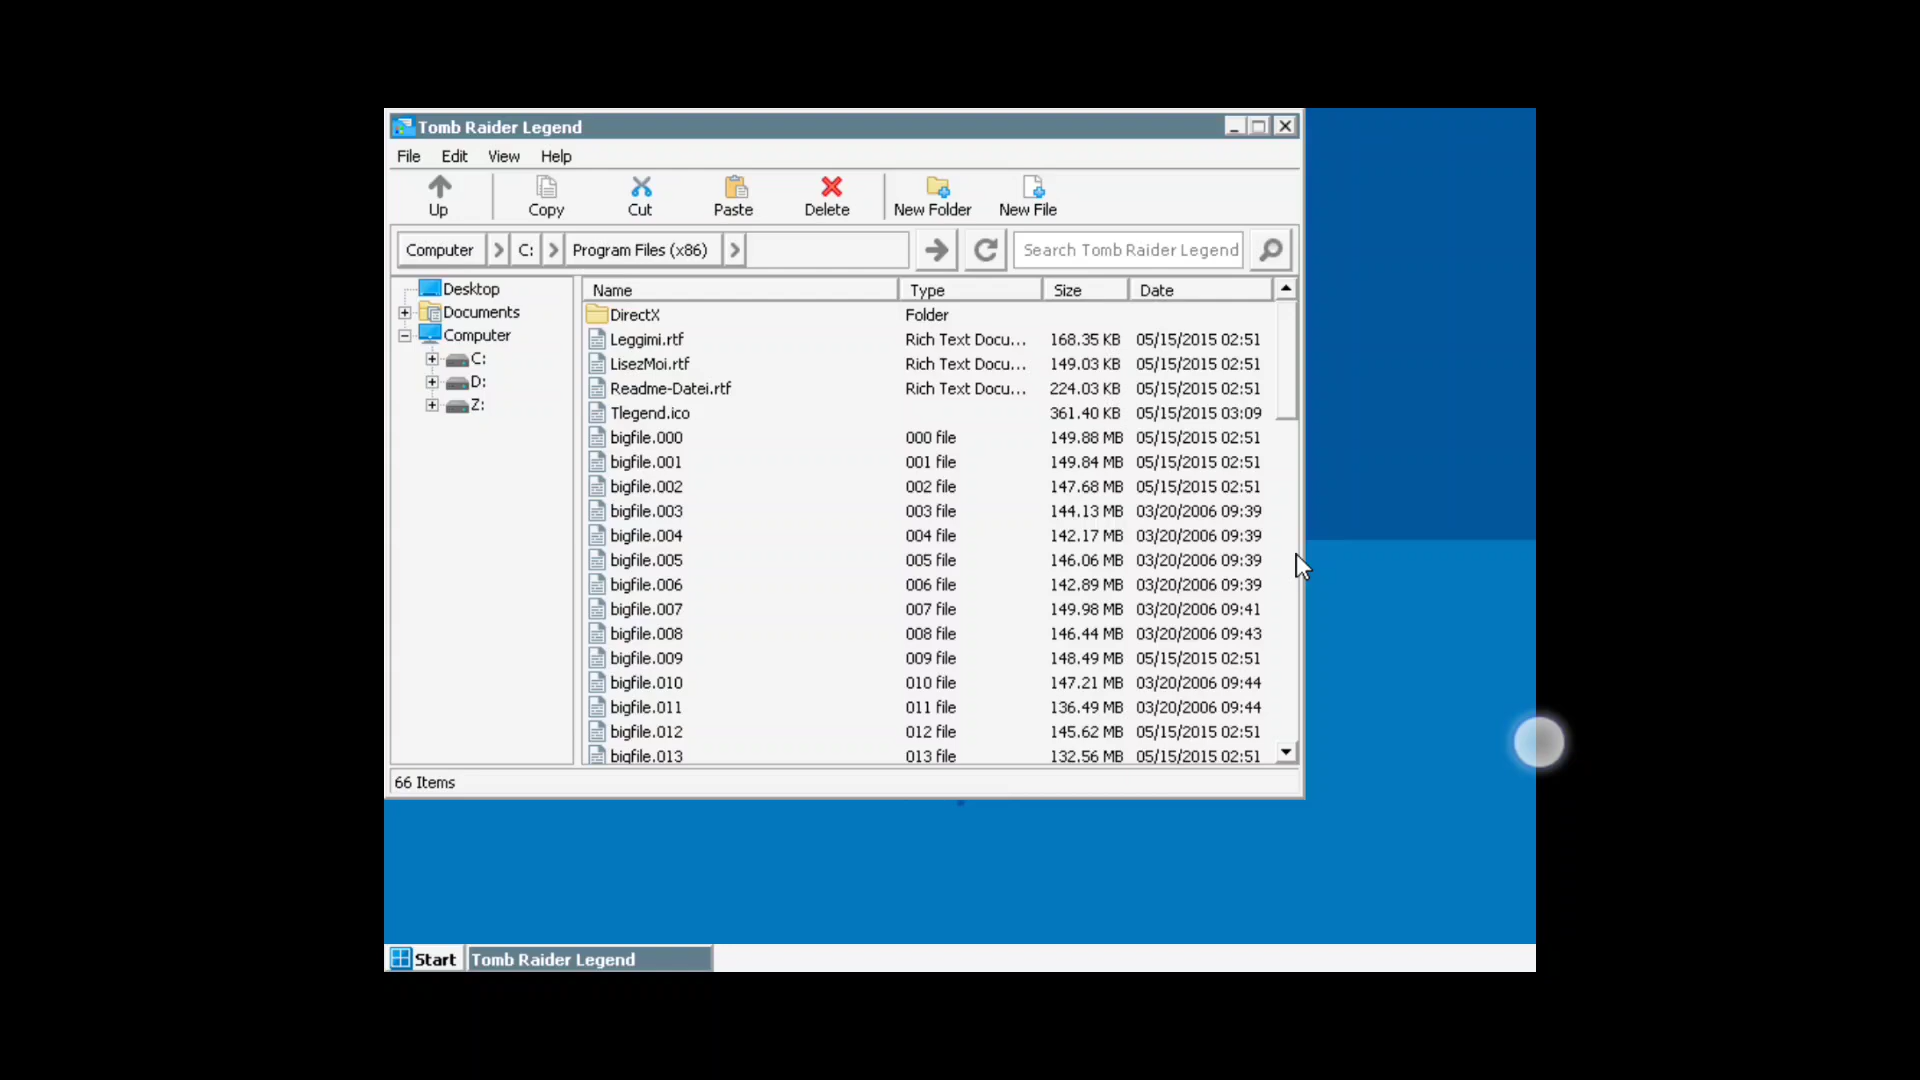 Tomb Raider Legend
File Edit View Help
Up Copy Cut Paste Delete New Folder New File
Computer C: Program Files (x86) Search Tomb Raider Legend
Desktop
Documents
Computer
C:
D:
Z:
Name Type Size Date
DirectX Folder
Leggimi.rtf Rich Text Docu... 168.35 KB 05/15/2015 02:51
LisezMoi.rtf Rich Text Docu... 149.03 KB 05/15/2015 02:51
Readme-Datei.rtf Rich Text Docu... 224.03 KB 05/15/2015 02:51
Tlegend.ico 361.40 KB 05/15/2015 03:09
bigfile.000 000 file 149.88 MB 05/15/2015 02:51
bigfile.001 001 file 149.84 MB 05/15/2015 02:51
bigfile.002 002 file 147.68 MB 05/15/2015 02:51
bigfile.003 003 file 144.13 MB 03/20/2006 09:39
bigfile.004 004 file 142.17 MB 03/20/2006 09:39
bigfile.005 005 file 146.06 MB 03/20/2006 09:39
bigfile.006 006 file 142.89 MB 03/20/2006 09:39
bigfile.007 007 file 149.98 MB 03/20/2006 09:41
bigfile.008 008 file 146.44 MB 03/20/2006 09:43
bigfile.009 009 file 148.49 MB 05/15/2015 02:51
bigfile.010 010 file 147.21 MB 03/20/2006 09:44
bigfile.011 011 file 136.49 MB 03/20/2006 09:44
bigfile.012 012 file 145.62 MB 05/15/2015 02:51
bigfile.013 013 file 132.56 MB 05/15/2015 02:51
66 Items
Start Tomb Raider Legend